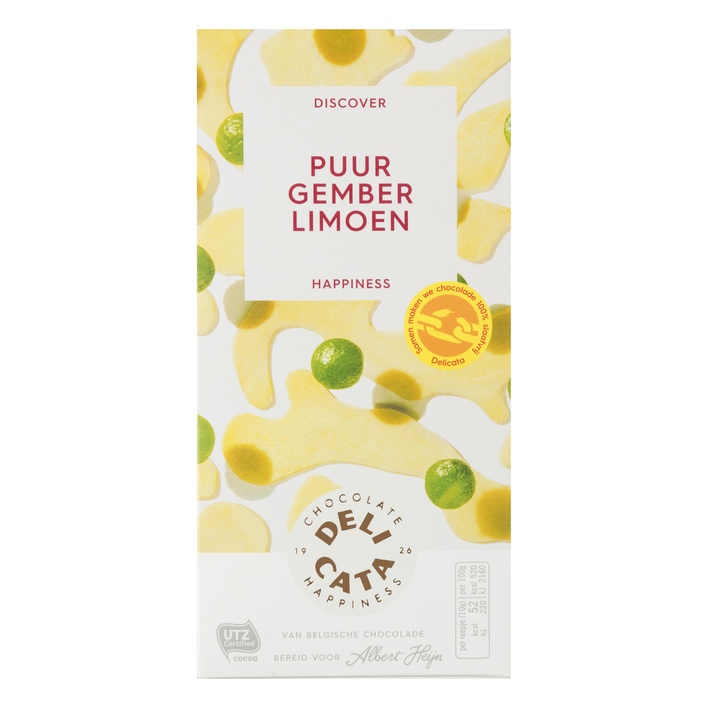 DISCOVER
PUUR
GEMBER
LIMOEN
HAPPINESS
Samen maken we chocolade 100% slaafvrij
Delicata
CHOCOLATE
DELI
19 26
CATA
HAPPINESS
UTZ
Certified
cocoa
VAN BELGISCHE CHOCOLADE
BEREID VOOR Albert Heijn
per reepje (10g) per 100g
kcal 52 kcal 520
kJ 220 kJ 2160